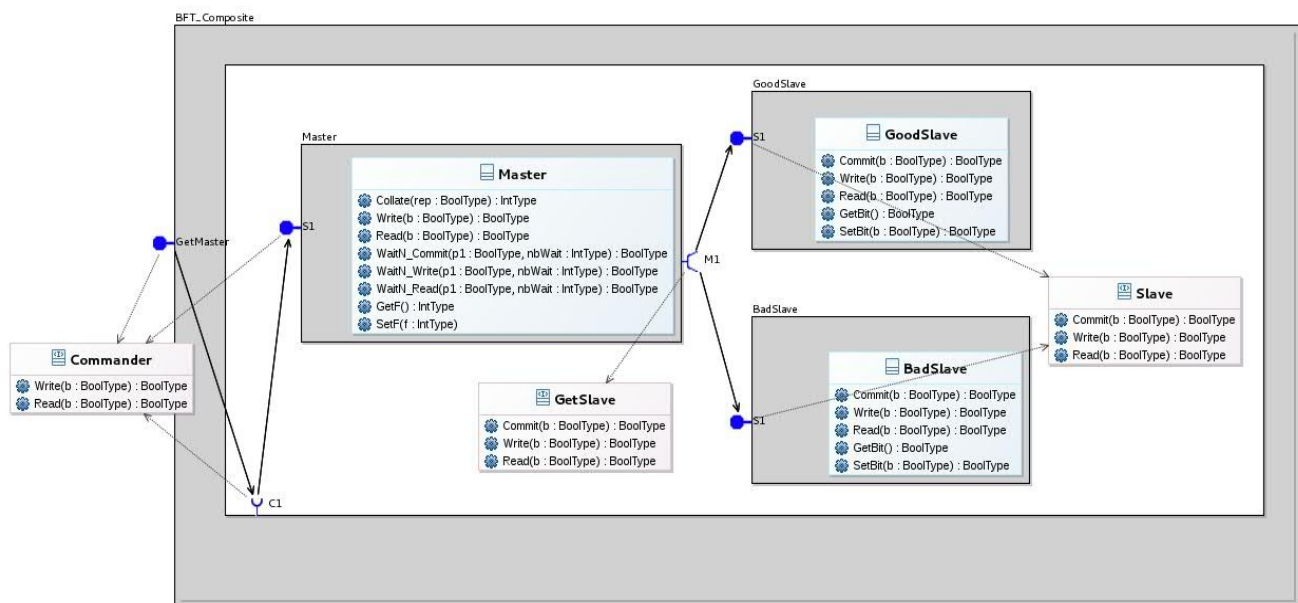 BFT_Composite
GetMaster
Commander
Write(b : BoolType) : BoolType
Read(b : BoolType) : BoolType
C1
S1
Master
Master
Collate(rep : BoolType) : IntType
Write(b : BoolType) : BoolType
Read(b : BoolType) : BoolType
WaitN_Commit(p1 : BoolType, nbWait : IntType) : BoolType
WaitN_Write(p1 : BoolType, nbWait : IntType) : BoolType
WaitN_Read(p1 : BoolType, nbWait : IntType) : BoolType
GetF() : IntType
SetF(f : IntType)
M1
GetSlave
Commit(b : BoolType) : BoolType
Write(b : BoolType) : BoolType
Read(b : BoolType) : BoolType
GoodSlave
S1
GoodSlave
Commit(b : BoolType) : BoolType
Write(b : BoolType) : BoolType
Read(b : BoolType) : BoolType
GetBit() : BoolType
SetBit(b : BoolType) : BoolType
BadSlave
S1
BadSlave
Commit(b : BoolType) : BoolType
Write(b : BoolType) : BoolType
Read(b : BoolType) : BoolType
GetBit() : BoolType
SetBit(b : BoolType) : BoolType
Slave
Commit(b : BoolType) : BoolType
Write(b : BoolType) : BoolType
Read(b : BoolType) : BoolType